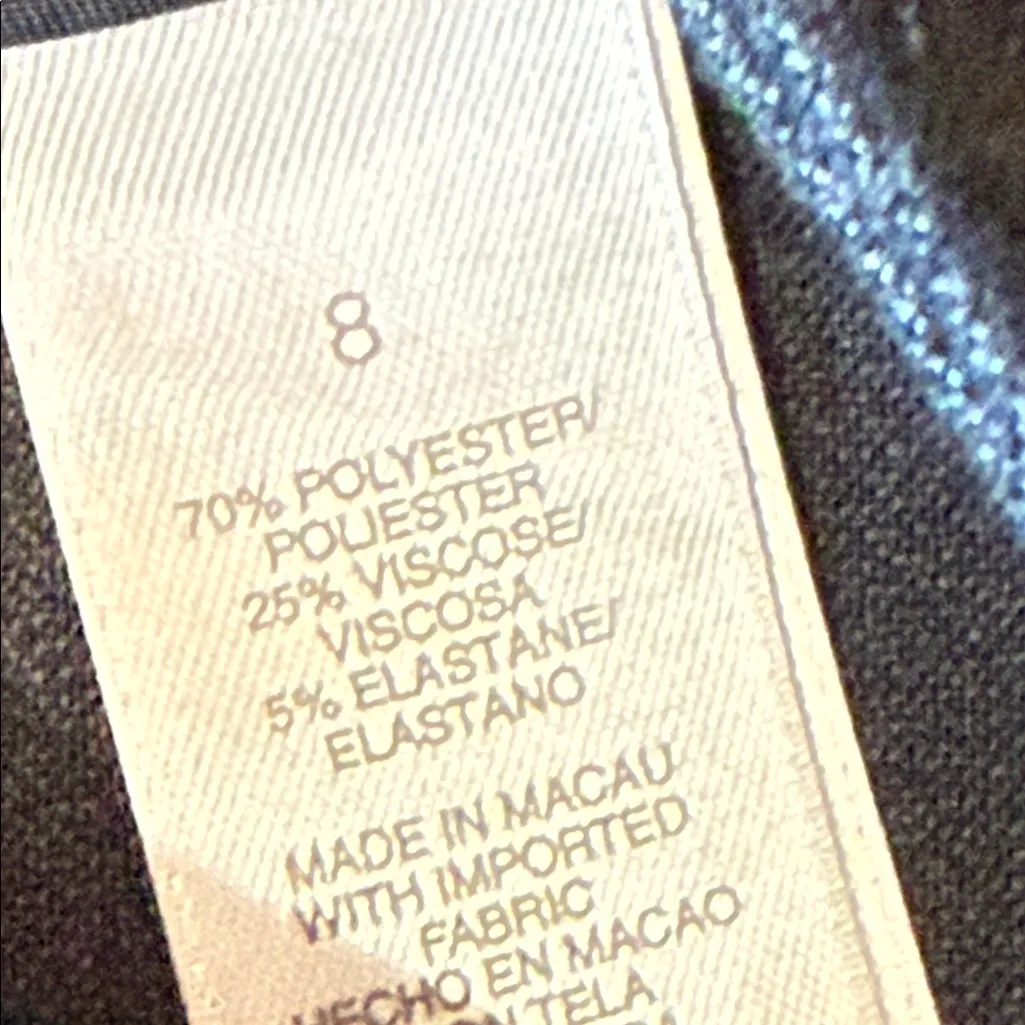 8
70% POLYESTER/
POLIESTER
25% VISCOSE/
VISCOSA
5% ELASTANE/
ELASTANO
MADE IN MACAU
WITH IMPORTED
FABRIC
HECHO EN MACAO
TELA